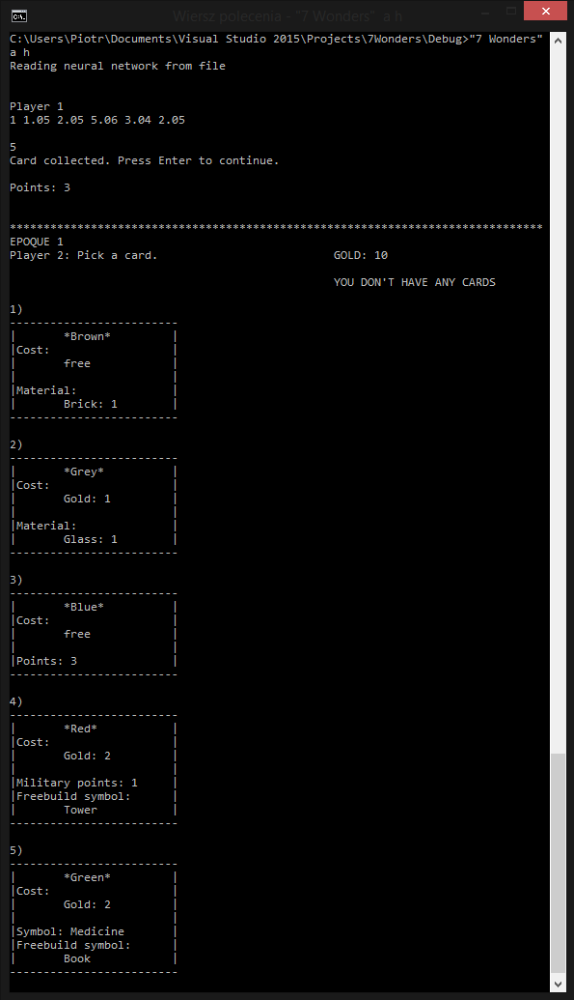 Wiersz polecenia - "7 Wonders" a h
C:\Users\Piotr\Documents\Visual Studio 2015\Projects\7Wonders\Debug>"7 Wonders"
a h
Reading neural network from file
Player 1
1 1.05 2.05 5.06 3.04 2.05
5
Card collected. Press Enter to continue.
Points: 3
*******************************************************************************
EPOQUE 1
Player 2: Pick a card. GOLD: 10
YOU DON'T HAVE ANY CARDS
1)
-------------------------
| *Brown* |
|Cost: |
| free |
| |
|Material: |
| Brick: 1 |
-------------------------
2)
-------------------------
| *Grey* |
|Cost: |
| Gold: 1 |
| |
|Material: |
| Glass: 1 |
-------------------------
3)
-------------------------
| *Blue* |
|Cost: |
| free |
| |
|Points: 3 |
-------------------------
4)
-------------------------
| *Red* |
|Cost: |
| Gold: 2 |
| |
|Military points: 1 |
|Freebuild symbol: |
| Tower |
-------------------------
5)
-------------------------
| *Green* |
|Cost: |
| Gold: 2 |
| |
|Symbol: Medicine |
|Freebuild symbol: |
| Book |
-------------------------